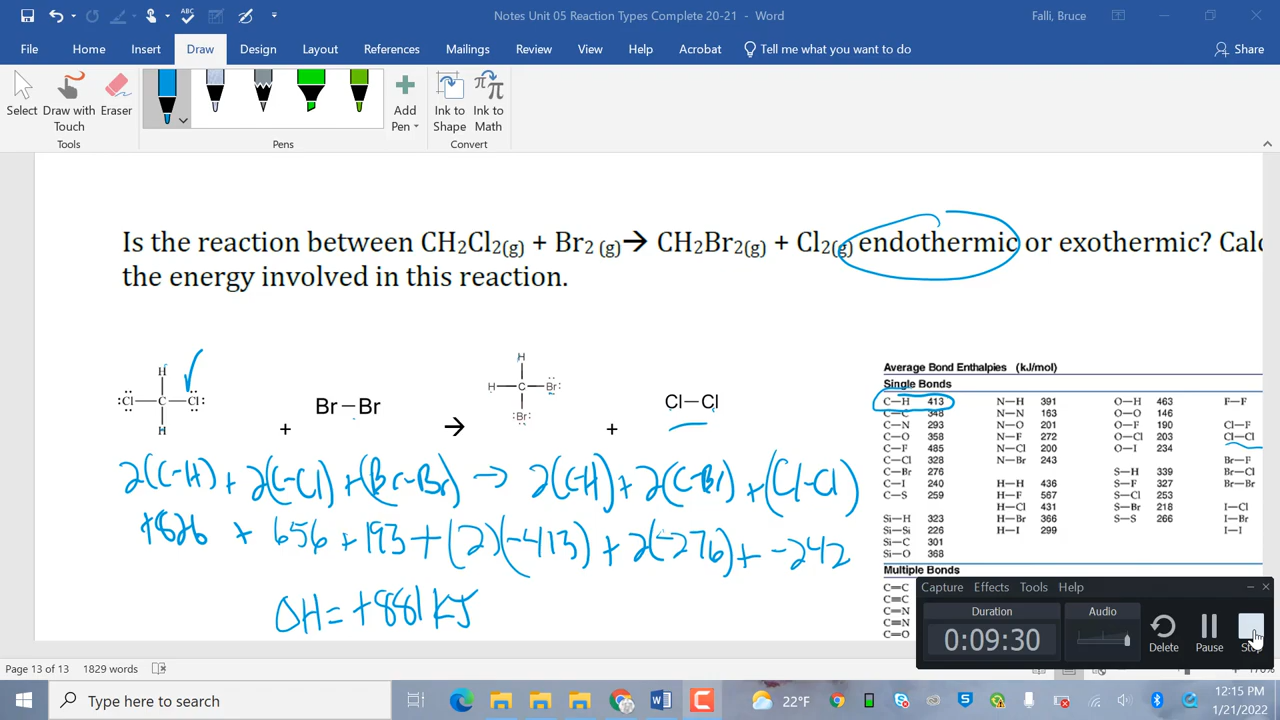 Notes Unit 05 Reaction Types Complete 20-21 - Word
Falli, Bruce
File Home Insert Draw Design Layout References Mailings Review View Help Acrobat Tell me what you want to do Share
Select
Draw with Touch
Eraser
Add Pen
Ink to Shape
Ink to Math
Tools Pens Convert
Is the reaction between CH2Cl2(g) + Br2 (g)→ CH2Br2(g) + Cl2(g) endothermic or exothermic? Calc
the energy involved in this reaction.
H
:Cl—C—Cl:
H
+
Br—Br
→
H
H—C—Br:
:Br:
+
Cl—Cl
2(C-H) + 2(C-Cl) + (Br-Br) → 2(C-H) + 2(C-Br) + (Cl-Cl)
+826 + 656 + 193 + (2)(-413) + 2(-276) + -242
ΔH = +881 KJ
Average Bond Enthalpies (kJ/mol)
Single Bonds
C—H 413 N—H 391 O—H 463 F—F
C—C 348 N—N 163 O—O 146
C—N 293 N—O 201 O—F 190 Cl—F
C—O 358 N—F 272 O—Cl 203 Cl—Cl
C—F 485 N—Cl 200 O—I 234
C—Cl 328 N—Br 243 Br—F
C—Br 276 S—H 339 Br—Cl
C—I 240 H—H 436 S—F 327 Br—Br
C—S 259 H—F 567 S—Cl 253
H—Cl 431 S—Br 218 I—Cl
Si—H 323 H—Br 366 S—S 266 I—Br
Si—Si 226 H—I 299 I—I
Si—C 301
Si—O 368
Multiple Bonds
C=C
C≡C
C=N
C≡N
C=O
Capture Effects Tools Help
Duration
0:09:30
Audio
Delete Pause Stop
Page 13 of 13 1829 words
Type here to search
22°F
12:15 PM
1/21/2022